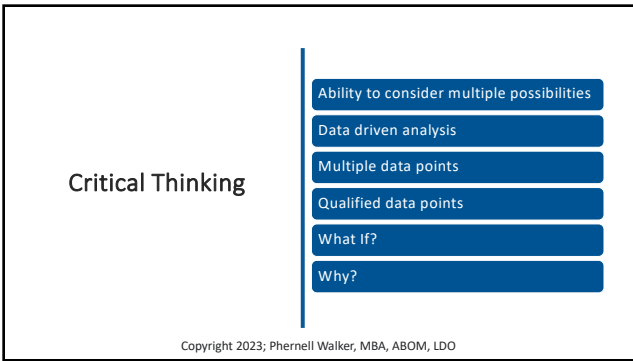 Critical Thinking
Ability to consider multiple possibilities
Data driven analysis
Multiple data points
Qualified data points
What If?
Why?
Copyright 2023; Phernell Walker, MBA, ABOM, LDO